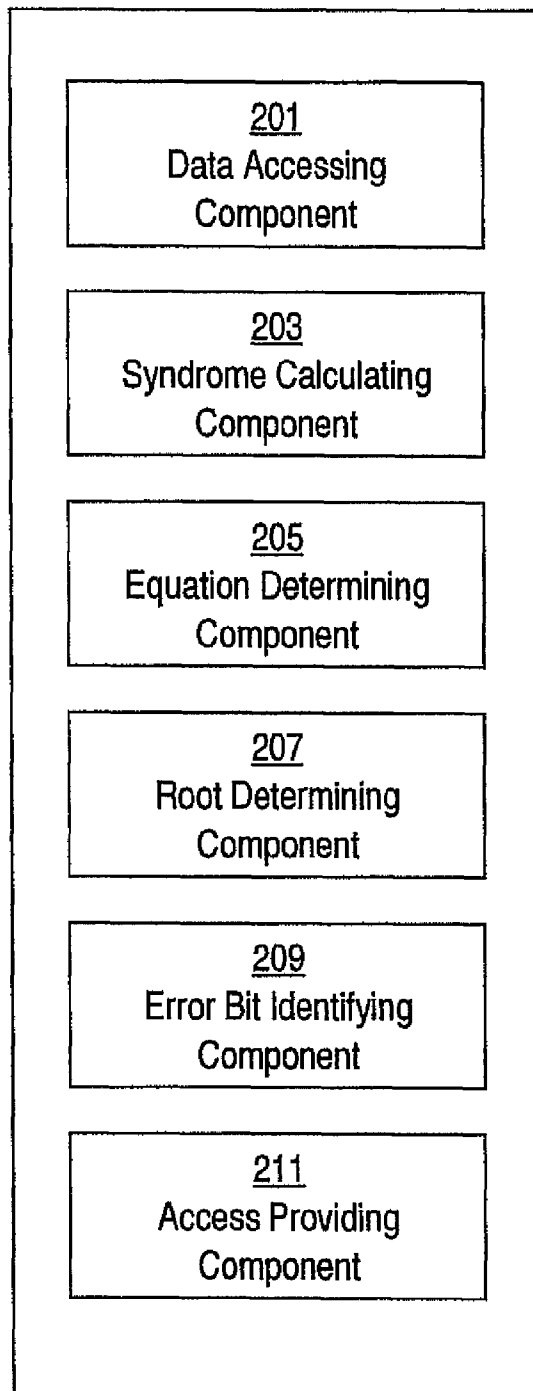 201
Data Accessing
Component
203
Syndrome Calculating
Component
205
Equation Determining
Component
207
Root Determining
Component
209
Error Bit Identifying
Component
211
Access Providing
Component